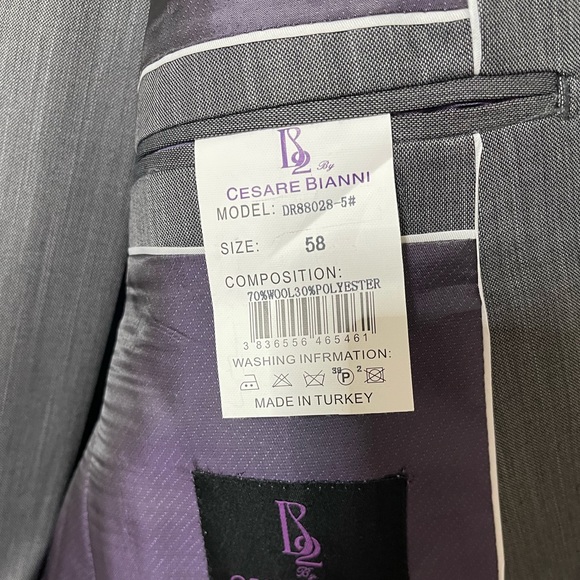 B2 By
CESARE BIANNI
MODEL: DR88028-5#
SIZE: 58
COMPOSITION:
70%WOOL30%POLYESTER
3 836556 465461
WASHING INFRMATION:
P
MADE IN TURKEY
B2 By